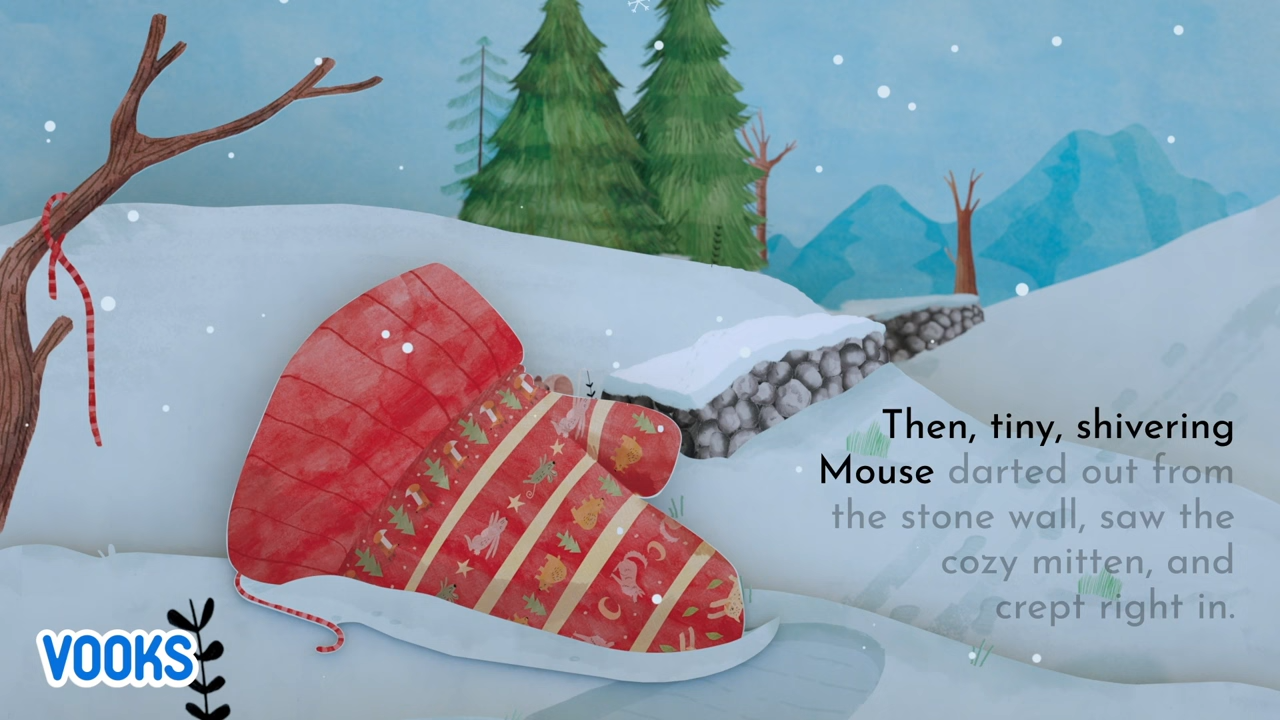 Then, tiny, shivering
Mouse darted out from
the stone wall, saw the
cozy mitten, and
crept right in.
VOOKS